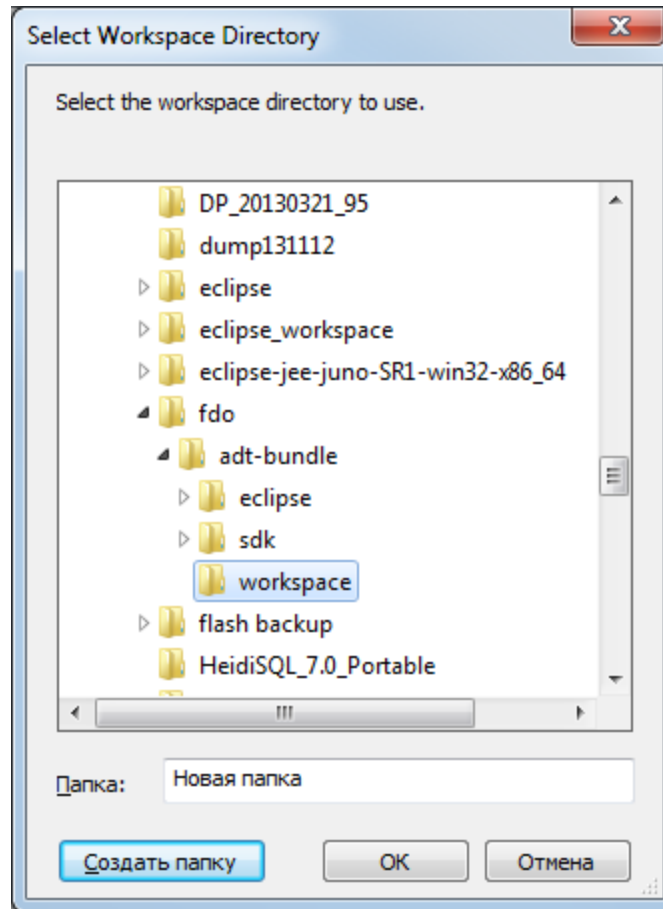 Select Workspace Directory
Select the workspace directory to use.
DP_20130321_95
dump131112
eclipse
eclipse_workspace
eclipse-jee-juno-SR1-win32-x86_64
fdo
adt-bundle
eclipse
sdk
workspace
flash backup
HeidiSQL_7.0_Portable
Папка: Новая папка
Создать папку OK Отмена